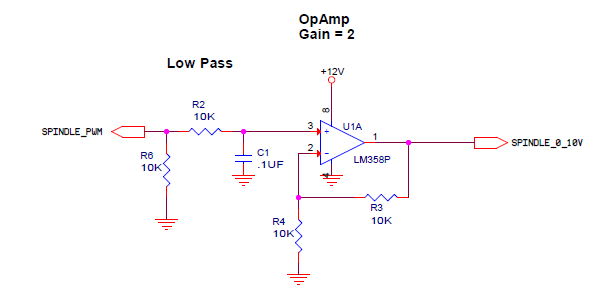 OpAmp
Gain = 2
Low Pass
+12V
R2
10K
8
SPINDLE_PWM
3
+
U1A
1
SPINDLE_0_10V
R6
10K
C1
.1UF
2
-
LM358P
4
R3
10K
R4
10K